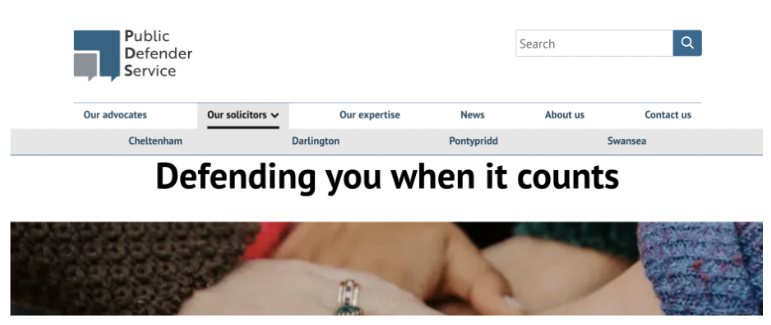 Public
Defender
Service
Search
Our advocates Our solicitors Our expertise News About us Contact us
Cheltenham Darlington Pontypridd Swansea
Defending you when it counts